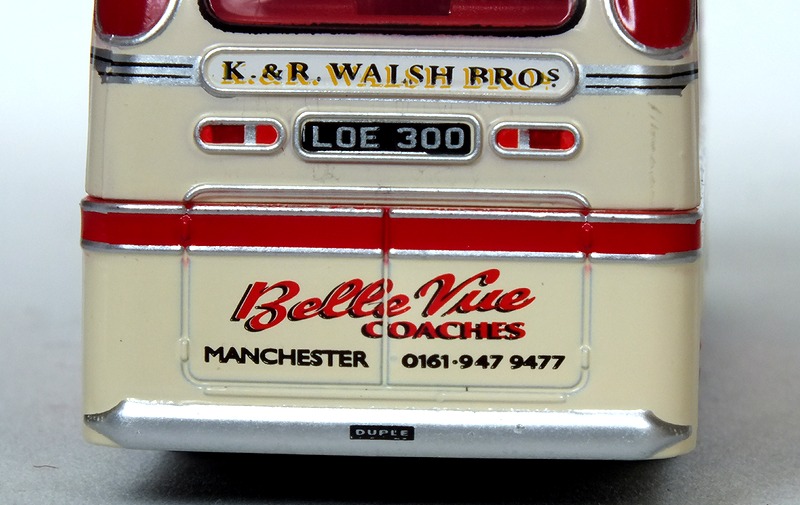 K. & R. WALSH BROS
LOE 300
Belle Vue
COACHES
MANCHESTER 0161·947 9477
DUPLE